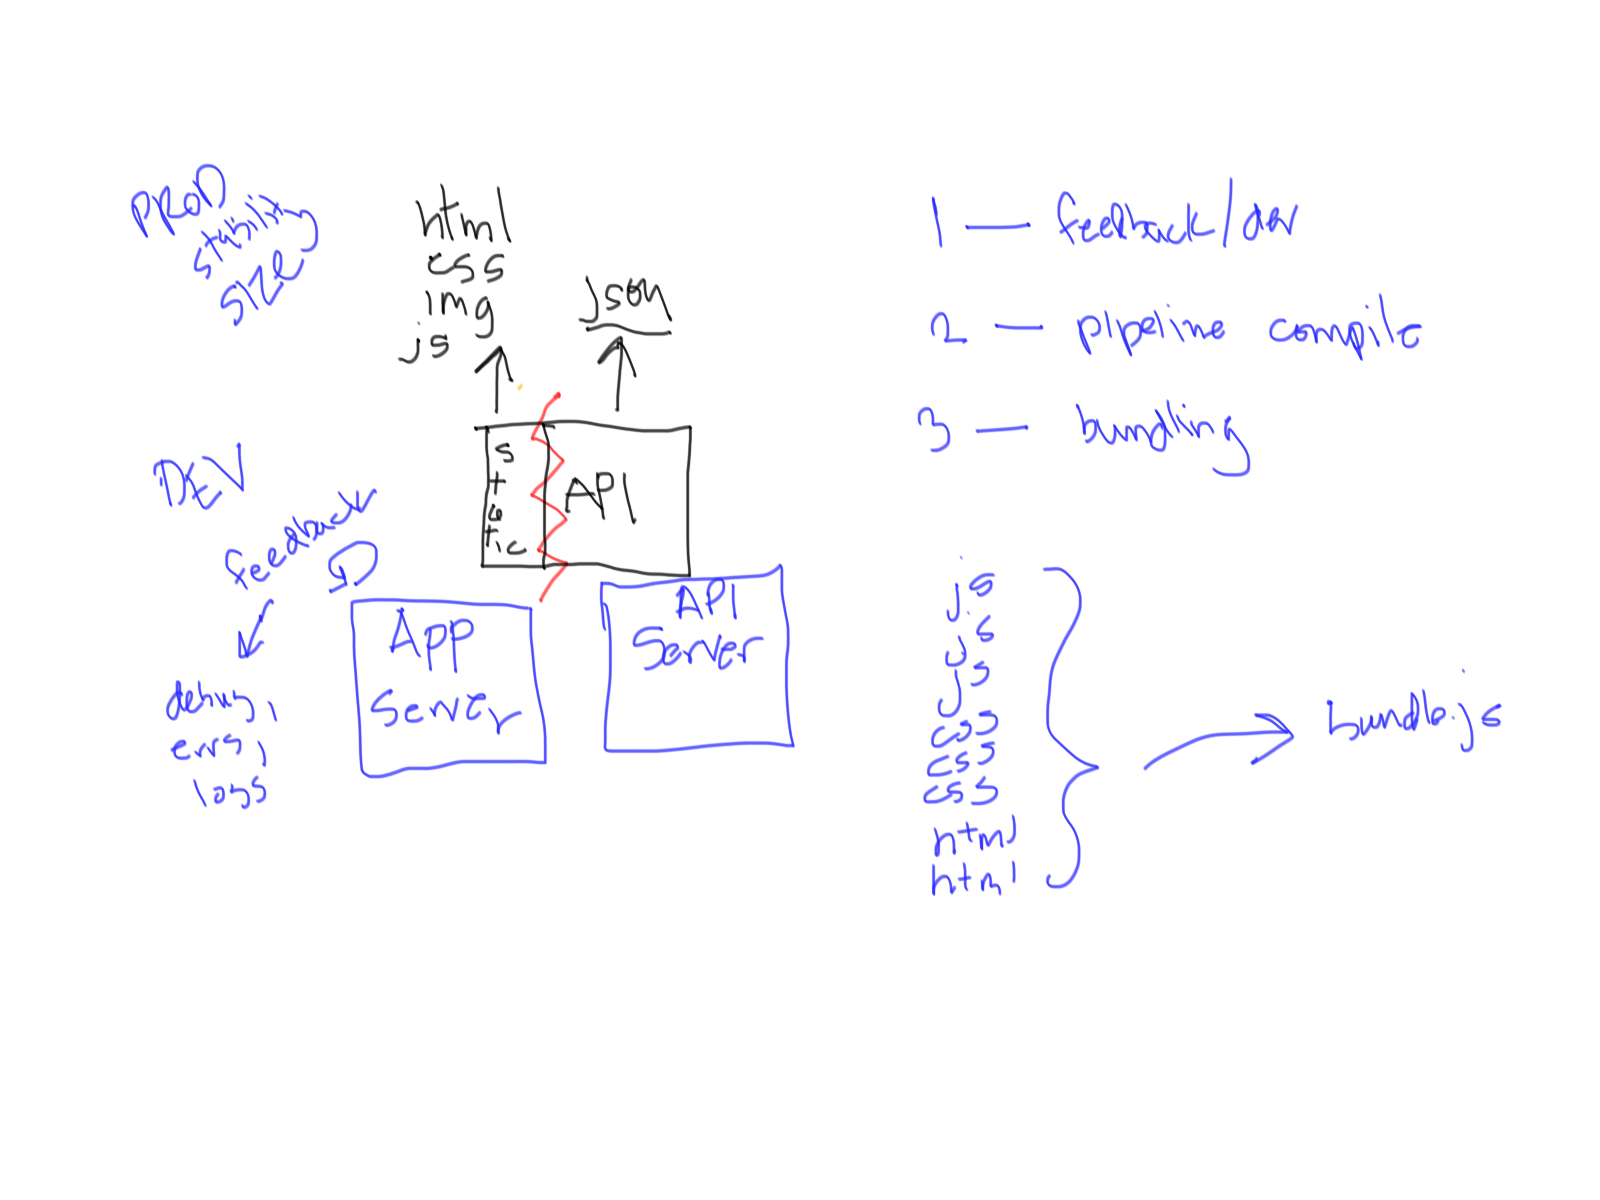 PROD
stability
SIZE
html
css
img
js
json
static
API
DEV
feedback
debug,
errs,
logs
App
Server
API
Server
1 — feedback/dev
2 — pipeline compile
3 — bundling
js
js
js
css
css
css
html
html
bundle.js